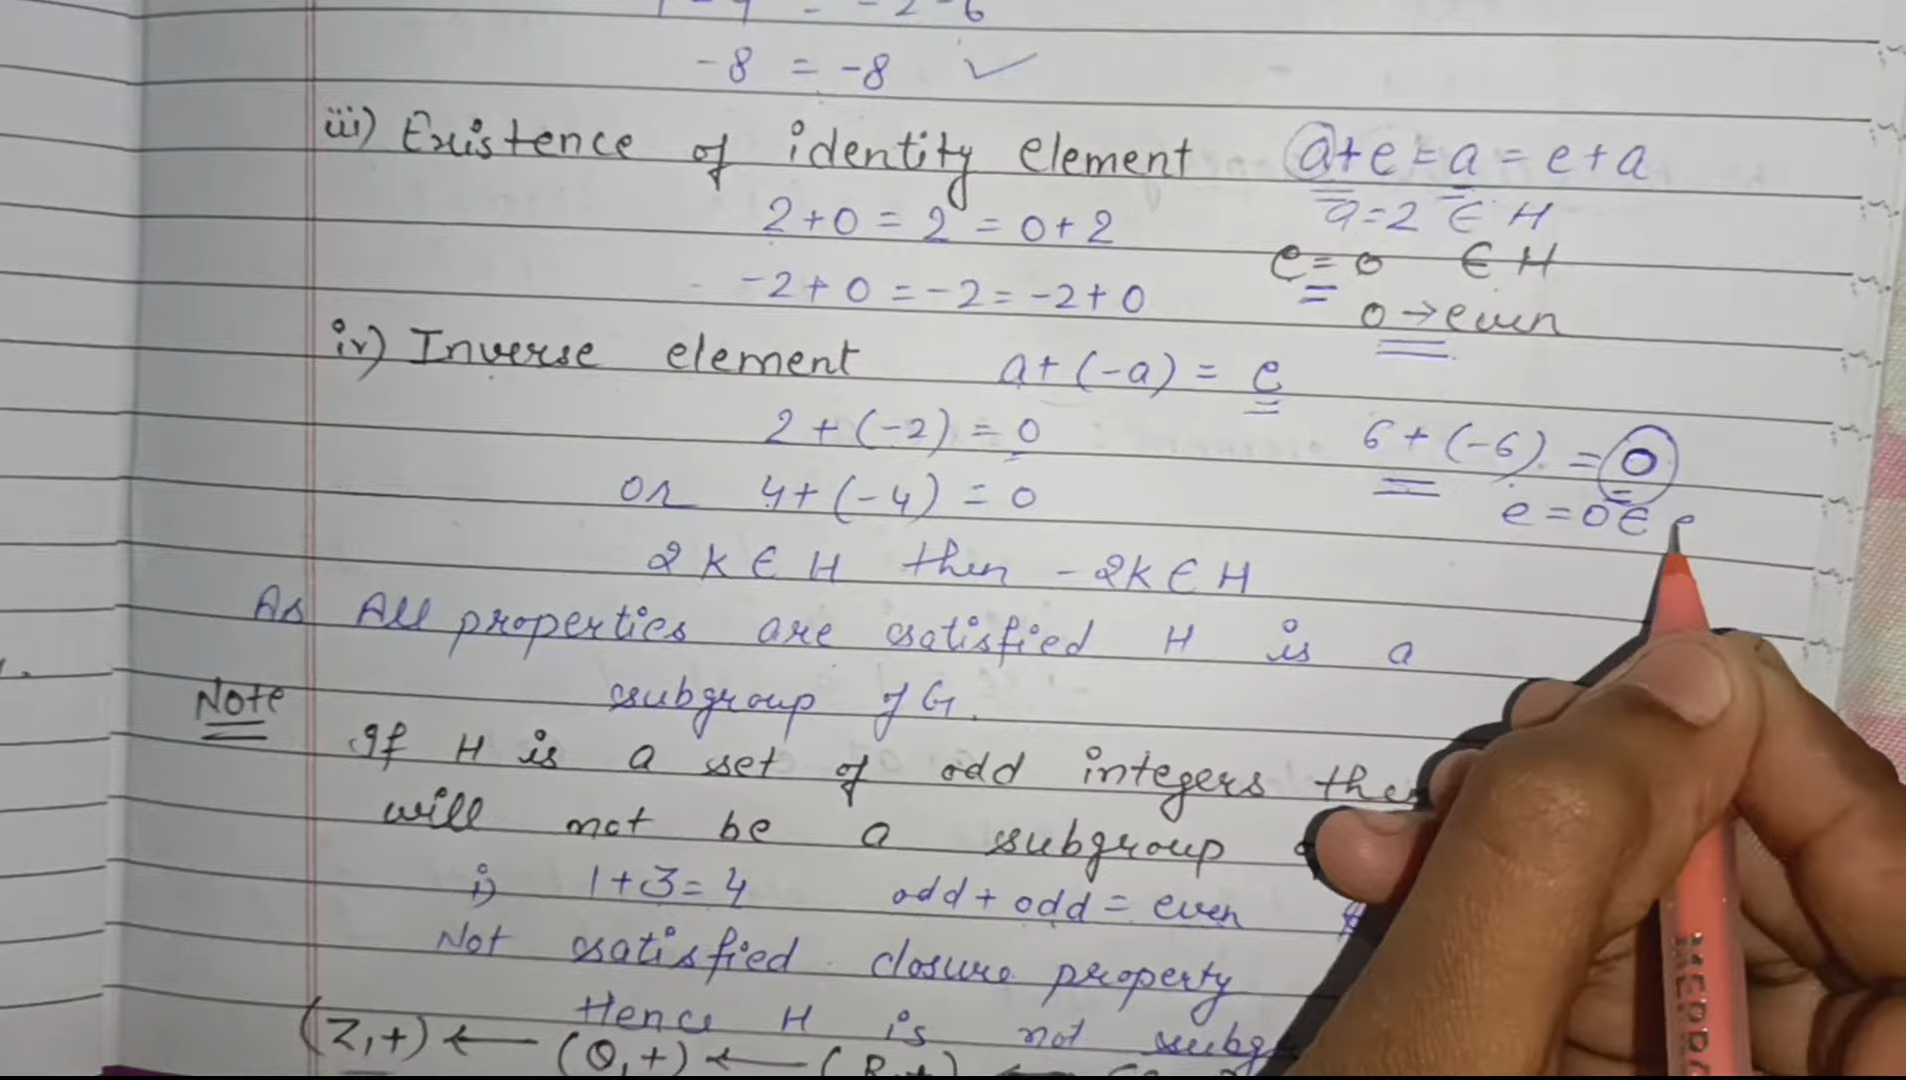 -2-6
-8 = -8 ✓
iii) Existence of identity element a+e=a=e+a
2+0=2=0+2 a=2 ∈ H
e=0 ∈ H
-2+0=-2=-2+0
0→even
iv) Inverse element a+(-a)=e
2+(-2)=0 6+(-6)=0
or 4+(-4)=0 e=0∈
2K∈H then -2K∈H
As All properties are satisfied H is a
subgroup of G.
Note
If H is a set of odd integers
will not be a subgroup
i) 1+3=4 odd+odd=even
Not satisfied closure property
Hence H is not
(Z,+) ← (Q,+) ← (R,+) ←